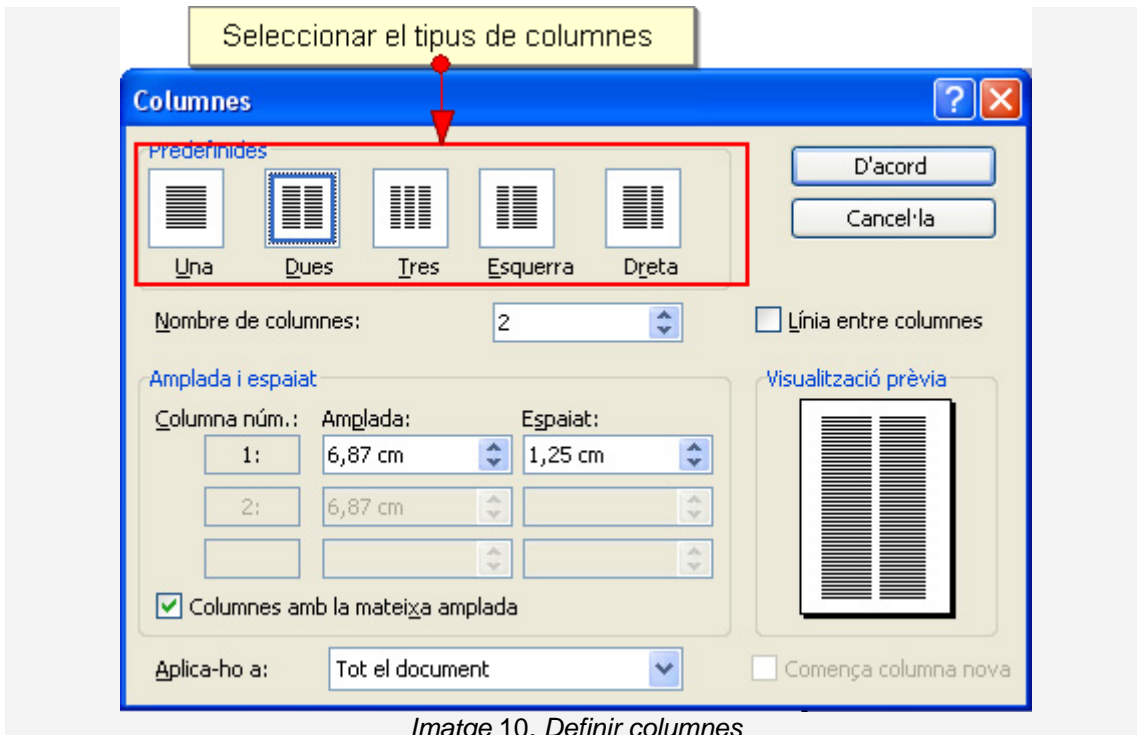 Seleccionar el tipus de columnes
Columnes
Predefinides
D'acord
Cancel·la
Una Dues Tres Esquerra Dreta
Nombre de columnes: 2 Línia entre columnes
Amplada i espaiat Visualització prèvia
Columna núm.: Amplada: Espaiat:
1: 6,87 cm 1,25 cm
2: 6,87 cm
Columnes amb la mateixa amplada
Aplica-ho a: Tot el document Comença columna nova
Imatge 10. Definir columnes